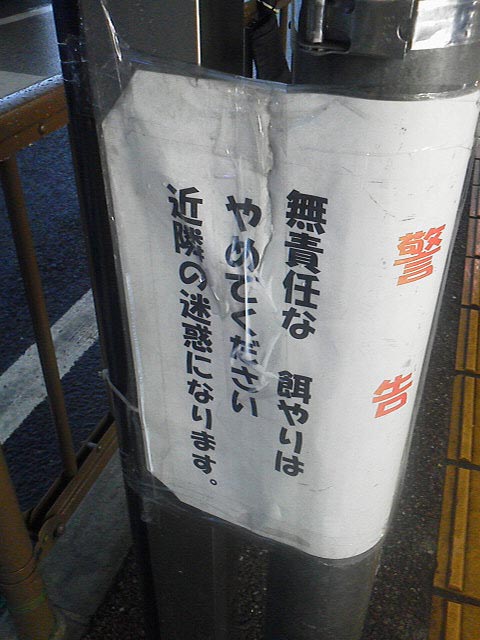 警告
無責任な 餌やりは
やめてください
近隣の迷惑になります。